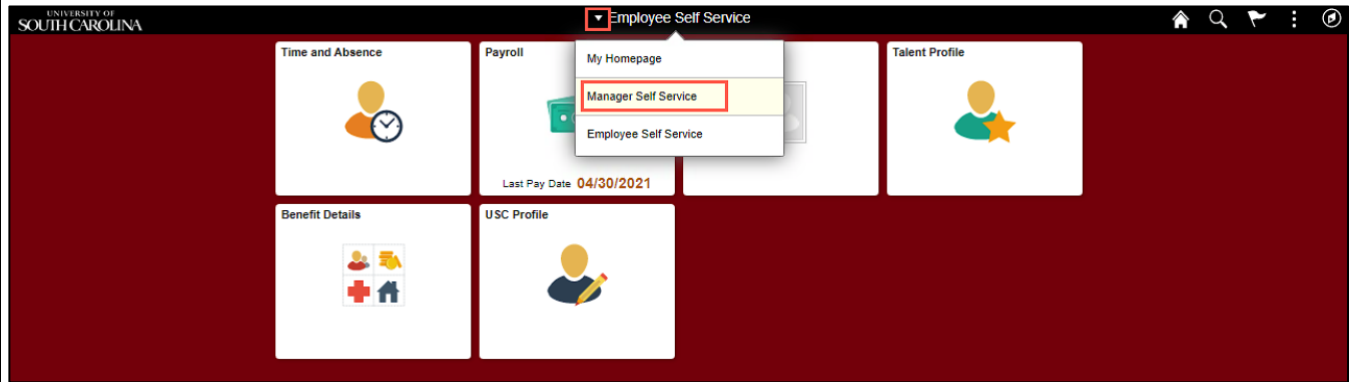 UNIVERSITY OF
SOUTH CAROLINA
Employee Self Service
My Homepage
Manager Self Service
Employee Self Service
Time and Absence
Payroll
Last Pay Date 04/30/2021
Talent Profile
Benefit Details
USC Profile